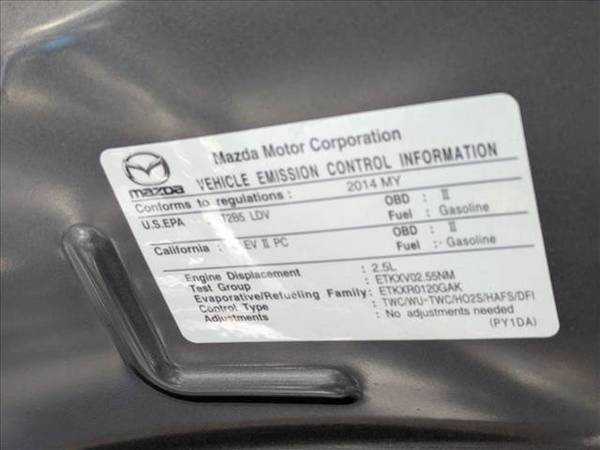 Mazda Motor Corporation
mazda VEHICLE EMISSION CONTROL INFORMATION
Conforms to regulations : 2014 MY
U.S.EPA T2B5 LDV OBD : II
Fuel : Gasoline
California : EV II PC OBD : II
Fuel : Gasoline
Engine Displacement : 2.5L
Test Group : ETKXV02.55NM
Evaporative/Refueling Family: ETKXR0120GAK
Control Type : TWC/WU-TWC/HO2S/HAFS/DFI
Adjustments : No adjustments needed
(PY1DA)